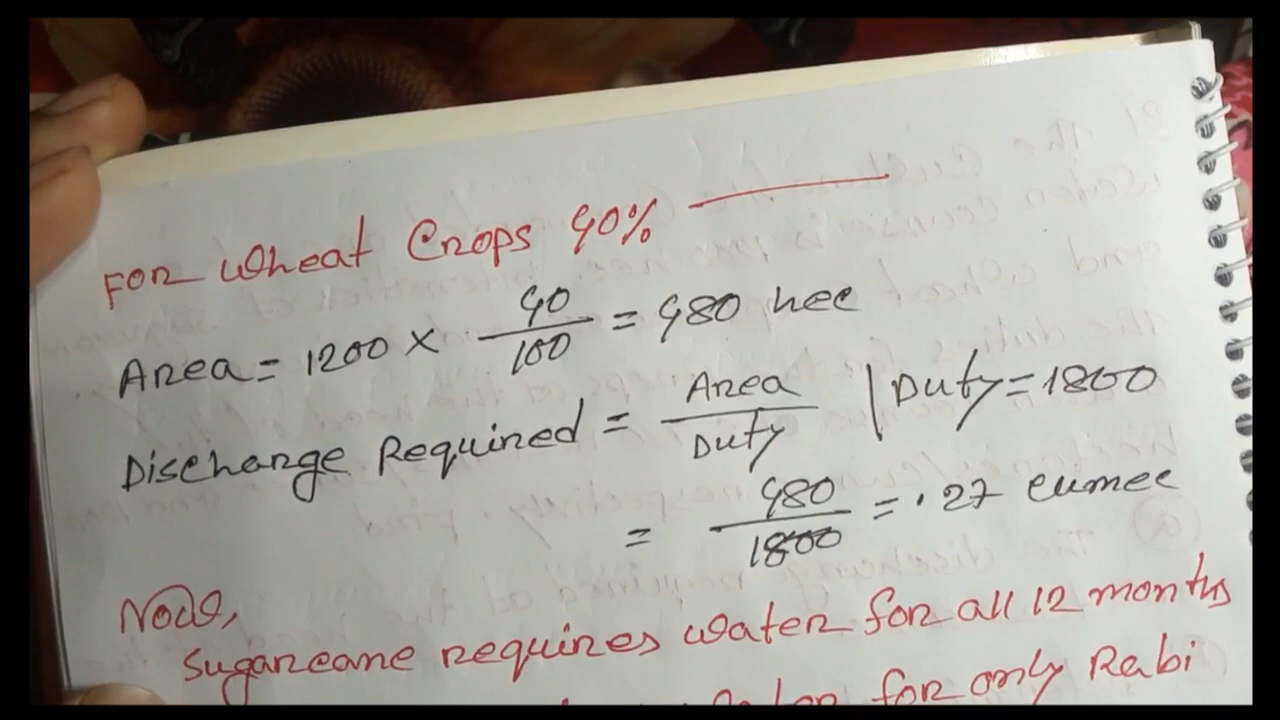 For Wheat Crops 40%
Area = 1200 × 40/100 = 480 hec
Discharge Required = Area/Duty | Duty = 1800
= 480/1800 = .27 cumec
Now,
Sugarcane requires water for all 12 months
for only Rabi